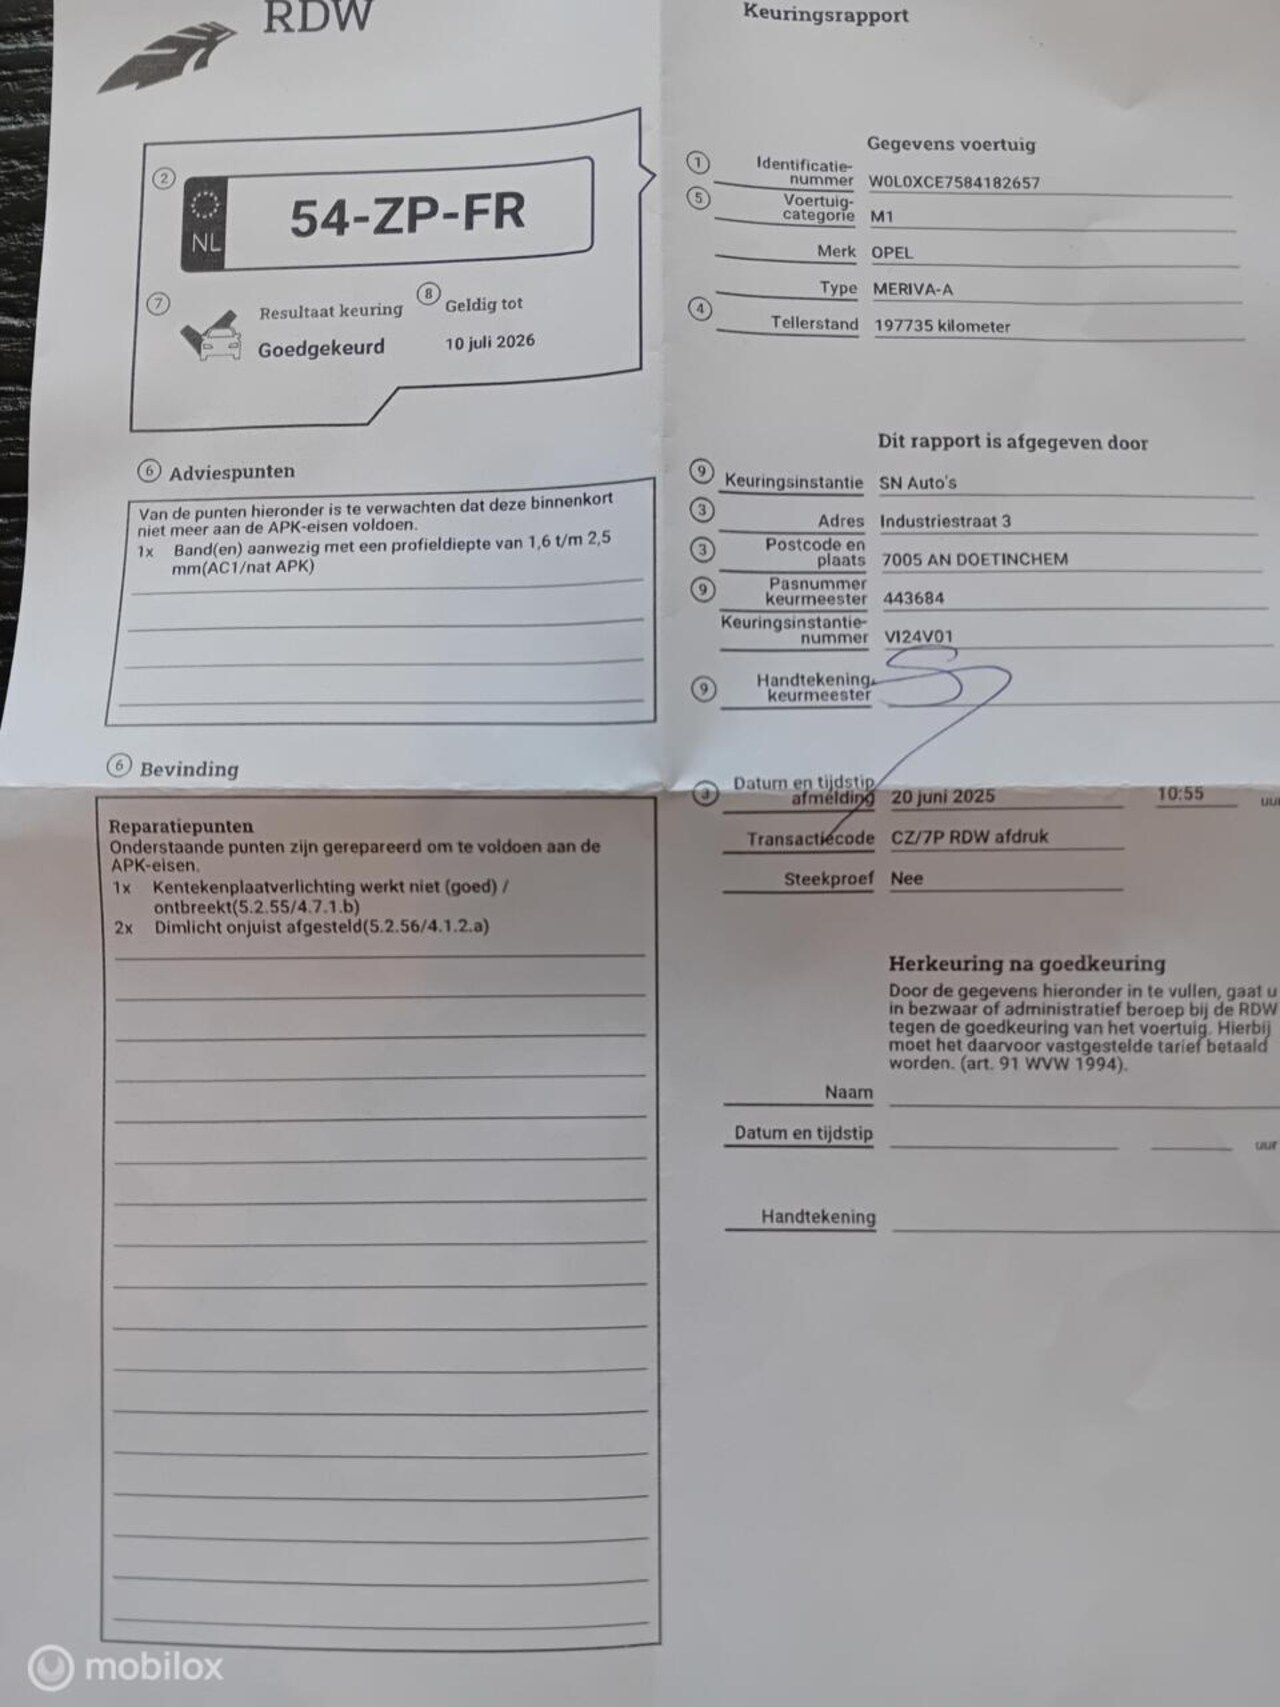 RDW
Keuringsrapport
2
NL
54-ZP-FR
7
Resultaat keuring
Goedgekeurd
8
Geldig tot
10 juli 2026
Gegevens voertuig
1
Identificatie-
nummer W0L0XCE7584182657
5
Voertuig-
categorie M1
Merk OPEL
Type MERIVA-A
4
Tellerstand 197735 kilometer
6 Adviespunten
Van de punten hieronder is te verwachten dat deze binnenkort
niet meer aan de APK-eisen voldoen.
1x Band(en) aanwezig met een profieldiepte van 1,6 t/m 2,5
mm(AC1/nat APK)
Dit rapport is afgegeven door
9 Keuringsinstantie SN Auto's
3 Adres Industriestraat 3
3 Postcode en
plaats 7005 AN DOETINCHEM
9 Pasnummer
keurmeester 443684
Keuringsinstantie-
nummer VI24V01
9 Handtekening
keurmeester
3 Datum en tijdstip
afmelding 20 juni 2025 10:55 uur
Transactiecode CZ/7P RDW afdruk
Steekproef Nee
6 Bevinding
Reparatiepunten
Onderstaande punten zijn gerepareerd om te voldoen aan de
APK-eisen.
1x Kentekenplaatverlichting werkt niet (goed) /
ontbreekt(5.2.55/4.7.1.b)
2x Dimlicht onjuist afgesteld(5.2.56/4.1.2.a)
Herkeuring na goedkeuring
Door de gegevens hieronder in te vullen, gaat u
in bezwaar of administratief beroep bij de RDW
tegen de goedkeuring van het voertuig. Hierbij
moet het daarvoor vastgestelde tarief betaald
worden. (art. 91 WVW 1994).
Naam
Datum en tijdstip uur
Handtekening
mobilox